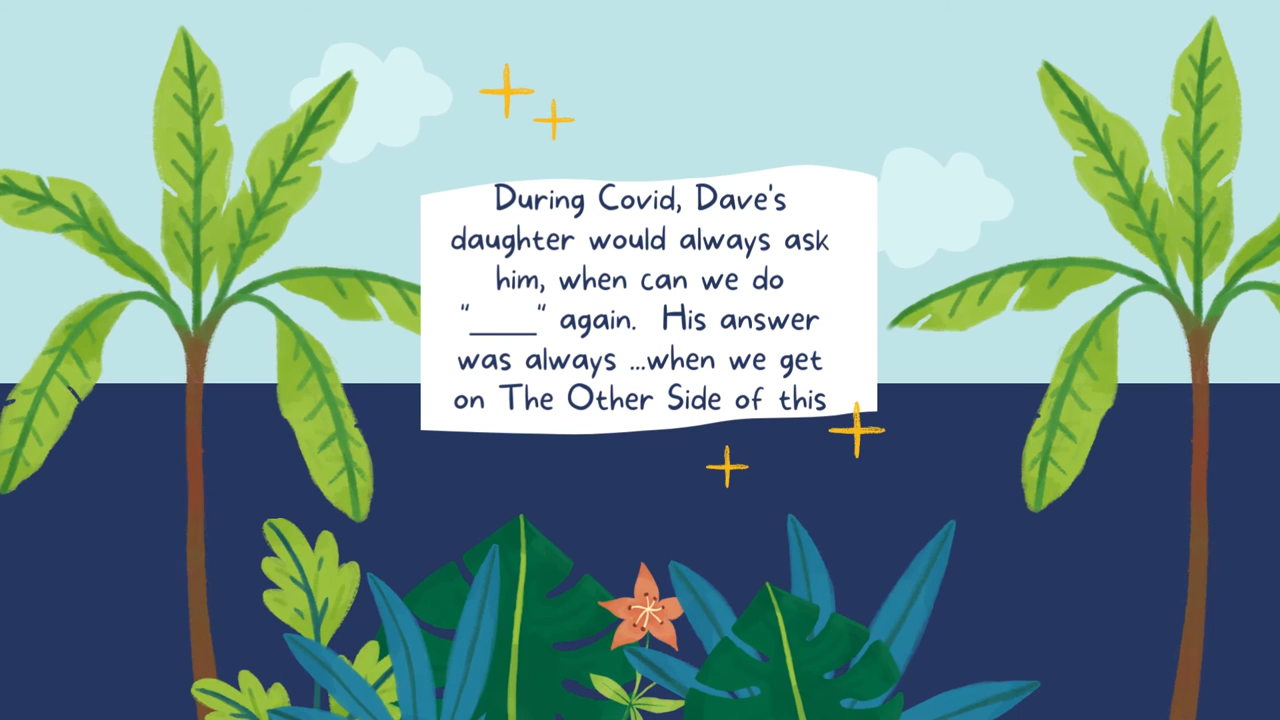 During Covid, Dave's
daughter would always ask
him, when can we do
"_____" again.  His answer
was always ...when we get
on The Other Side of this